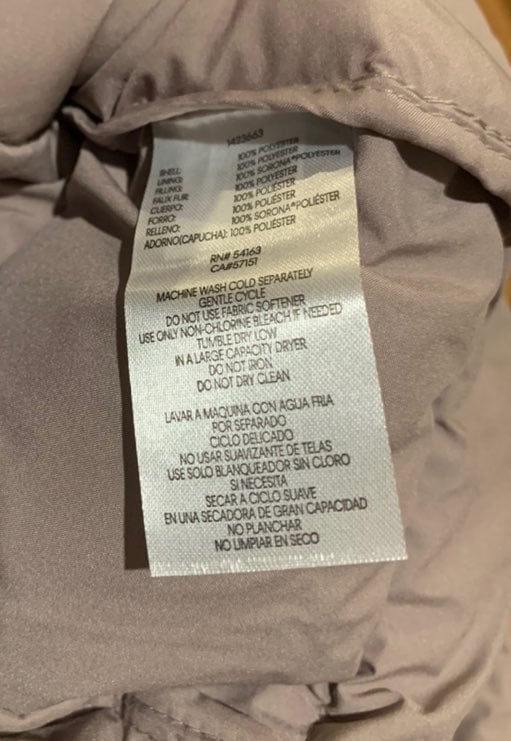 1423663
SHELL: 100% POLYESTER
LINING: 100% POLYESTER
FILLING: 100% SORONA® POLYESTER
FAUX FUR: 100% POLYESTER
CUERPO: 100% POLIÉSTER
FORRO: 100% POLIÉSTER
RELLENO: 100% SORONA® POLIÉSTER
ADORNO(CAPUCHA): 100% POLIÉSTER
RN# 54163
CA#57151
MACHINE WASH COLD SEPARATELY
GENTLE CYCLE
DO NOT USE FABRIC SOFTENER
USE ONLY NON-CHLORINE BLEACH IF NEEDED
TUMBLE DRY LOW
IN A LARGE CAPACITY DRYER
DO NOT IRON
DO NOT DRY CLEAN
LAVAR A MAQUINA CON AGUA FRIA
POR SEPARADO
CICLO DELICADO
NO USAR SUAVIZANTE DE TELAS
USE SOLO BLANQUEADOR SIN CLORO
SI NECESITA
SECAR A CICLO SUAVE
EN UNA SECADORA DE GRAN CAPACIDAD
NO PLANCHAR
NO LIMPIAR EN SECO